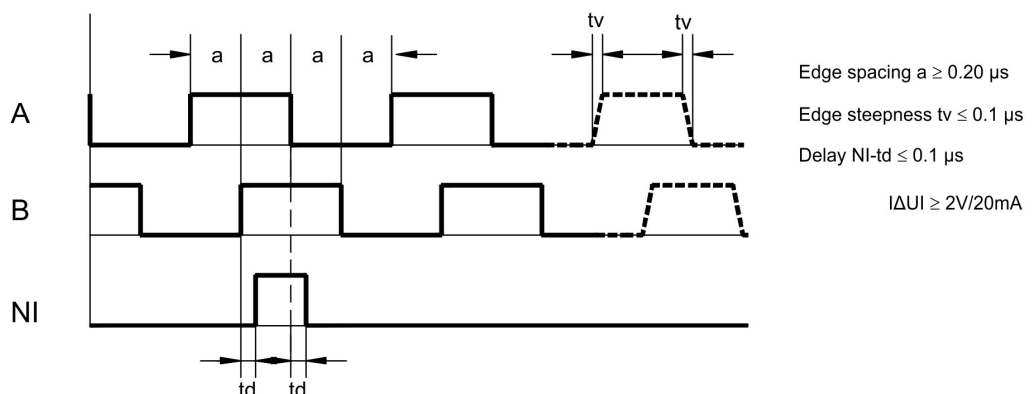 tv tv
a a a a
A
B
NI
td td
Edge spacing a ≥ 0.20 µs
Edge steepness tv ≤ 0.1 µs
Delay NI-td ≤ 0.1 µs
IΔUI ≥ 2V/20mA